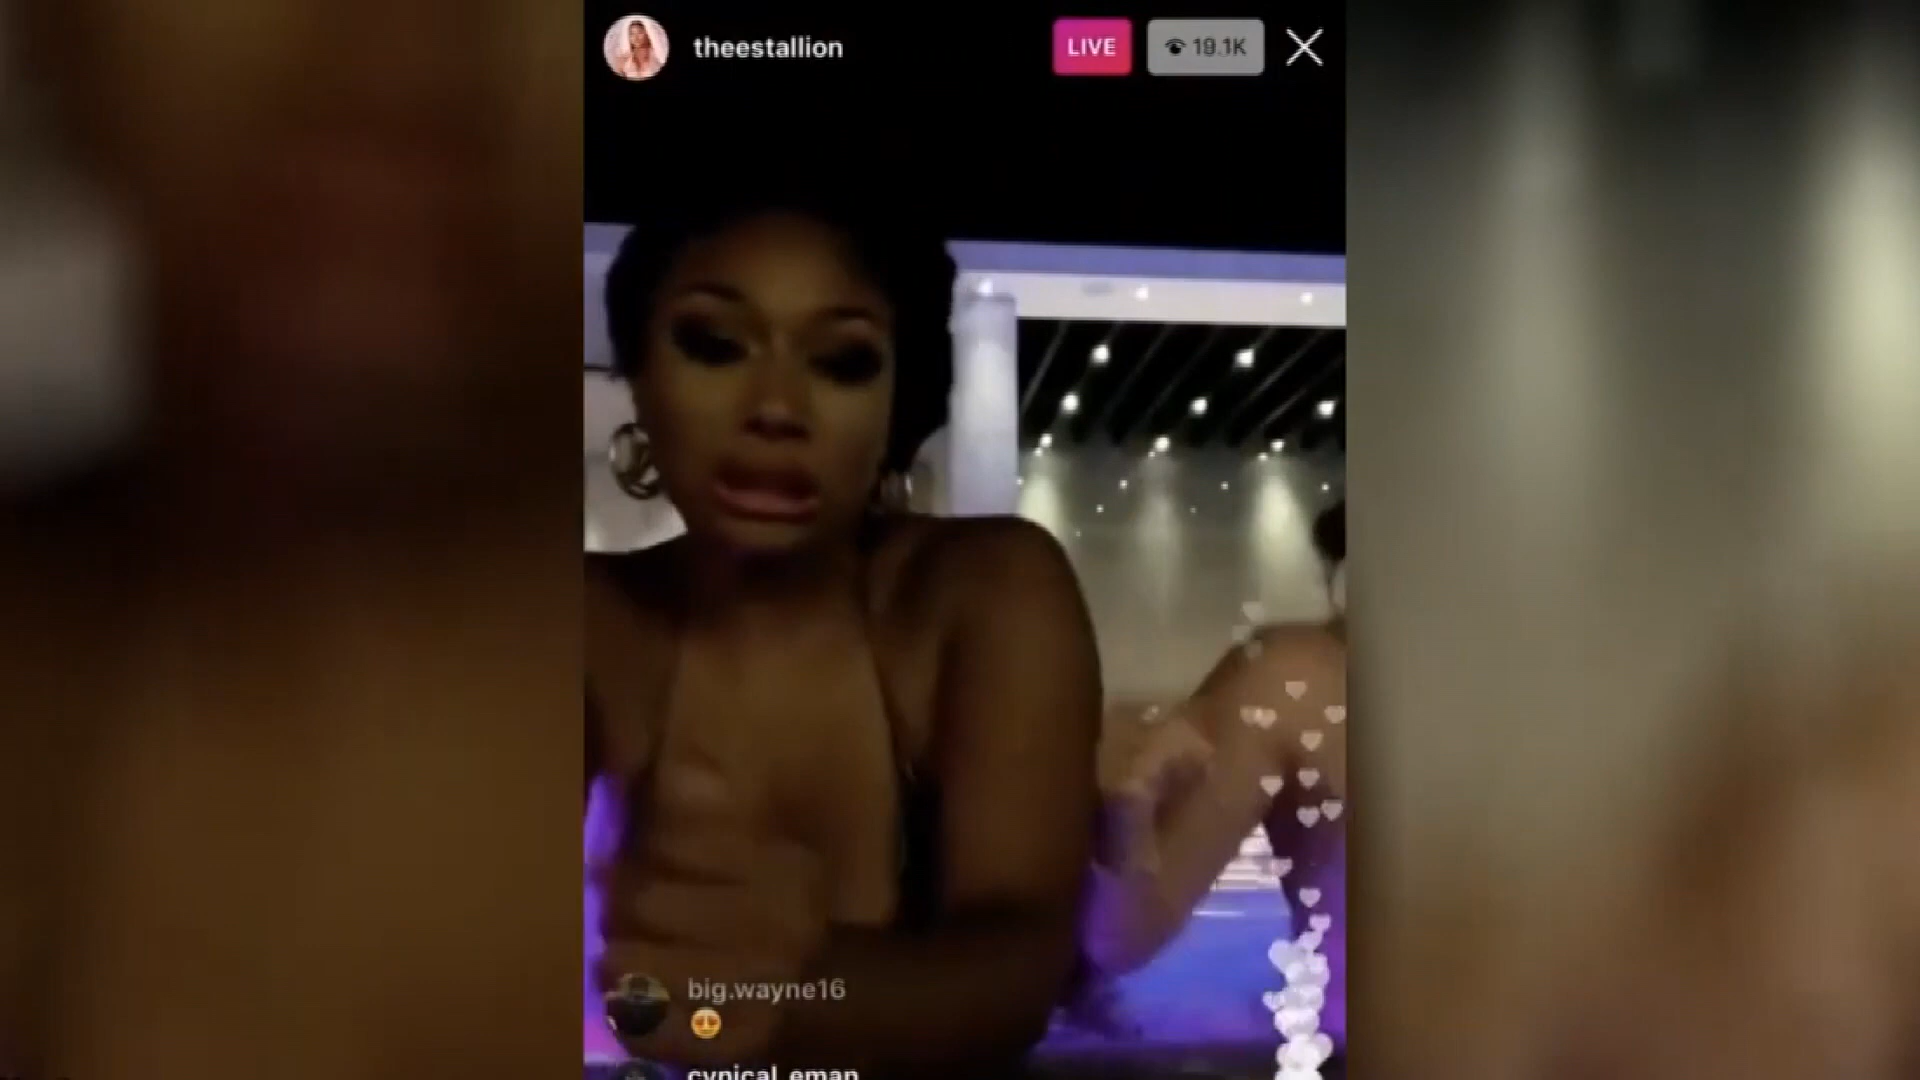 theestallion
LIVE
19.1K
big.wayne16
😍
cynical_eman